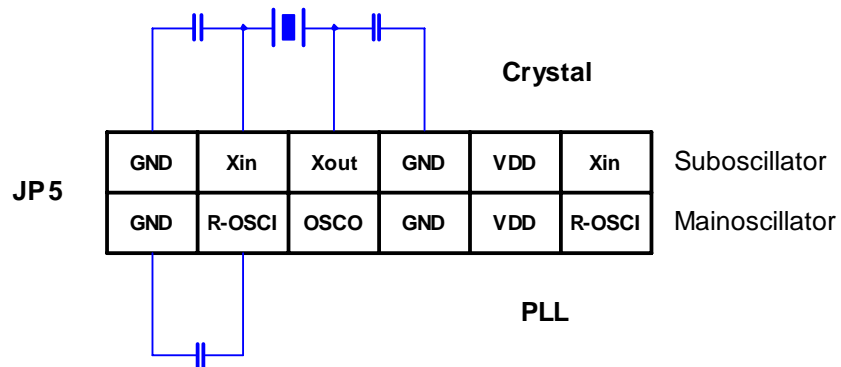 Crystal
GND Xin Xout GND VDD Xin Suboscillator
JP5
GND R-OSCI OSCO GND VDD R-OSCI Mainoscillator
PLL